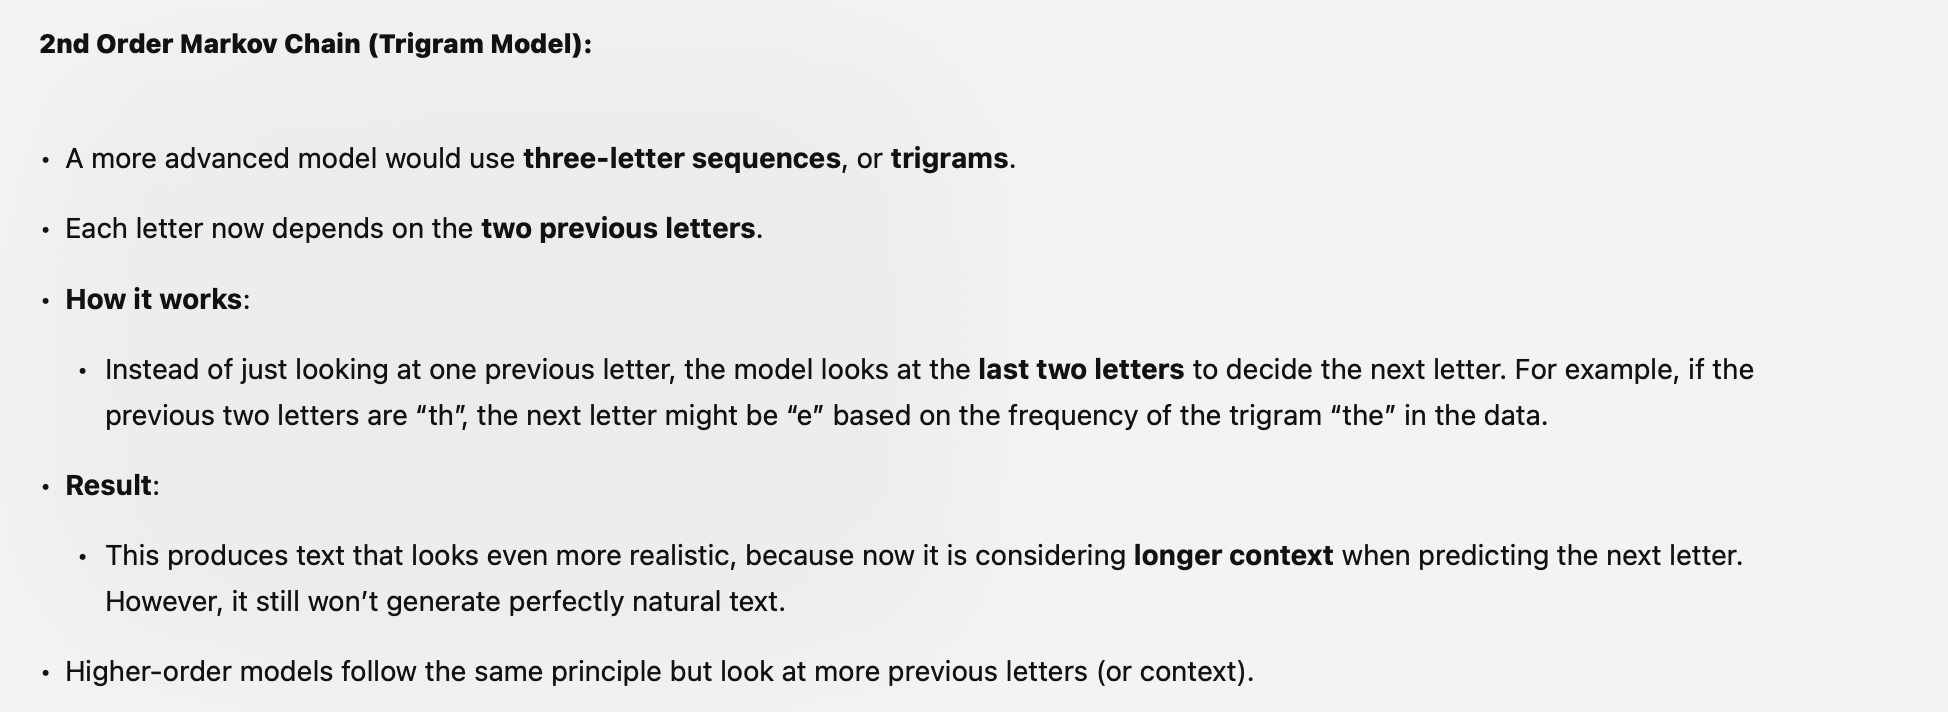 2nd Order Markov Chain (Trigram Model):
• A more advanced model would use three-letter sequences, or trigrams.
• Each letter now depends on the two previous letters.
• How it works:
• Instead of just looking at one previous letter, the model looks at the last two letters to decide the next letter. For example, if the
previous two letters are “th”, the next letter might be “e” based on the frequency of the trigram “the” in the data.
• Result:
• This produces text that looks even more realistic, because now it is considering longer context when predicting the next letter.
However, it still won’t generate perfectly natural text.
• Higher-order models follow the same principle but look at more previous letters (or context).